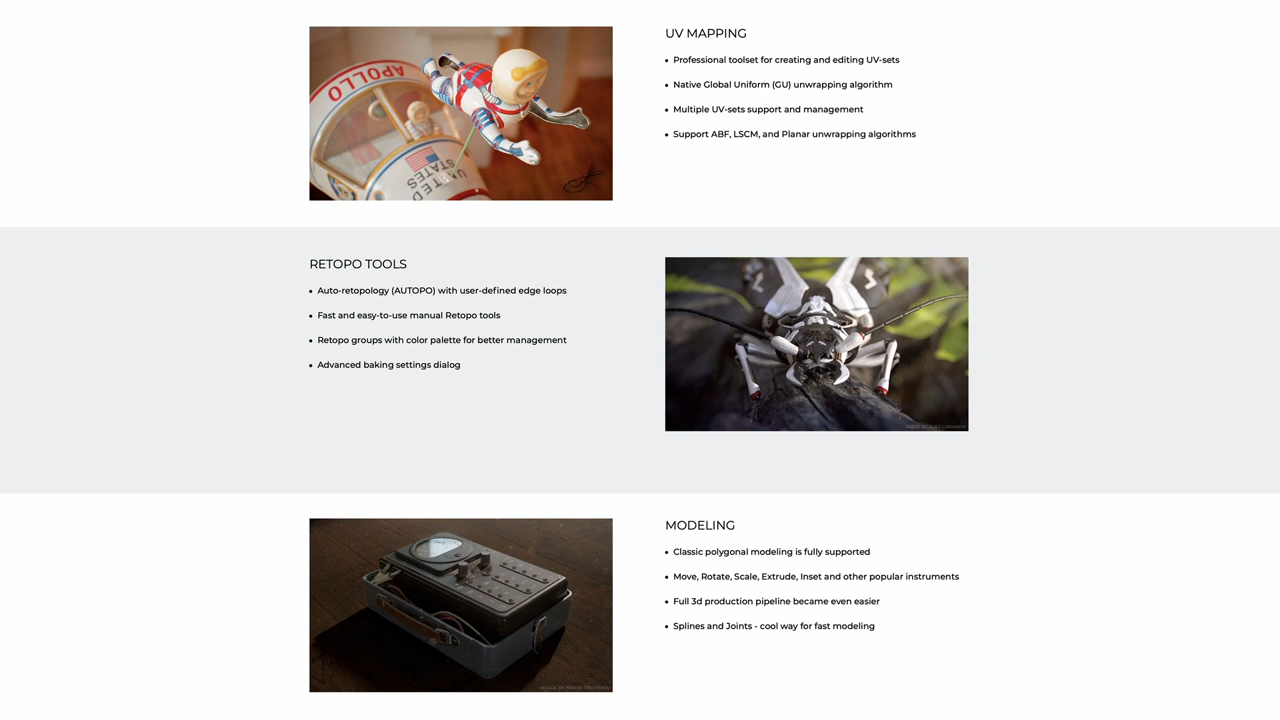 APOLLO
UNITED
STATES
UV MAPPING
• Professional toolset for creating and editing UV-sets
• Native Global Uniform (GU) unwrapping algorithm
• Multiple UV-sets support and management
• Support ABF, LSCM, and Planar unwrapping algorithms
RETOPO TOOLS
• Auto-retopology (AUTOPO) with user-defined edge loops
• Fast and easy-to-use manual Retopo tools
• Retopo groups with color palette for better management
• Advanced baking settings dialog
MODELING
• Classic polygonal modeling is fully supported
• Move, Rotate, Scale, Extrude, Inset and other popular instruments
• Full 3d production pipeline became even easier
• Splines and Joints - cool way for fast modeling